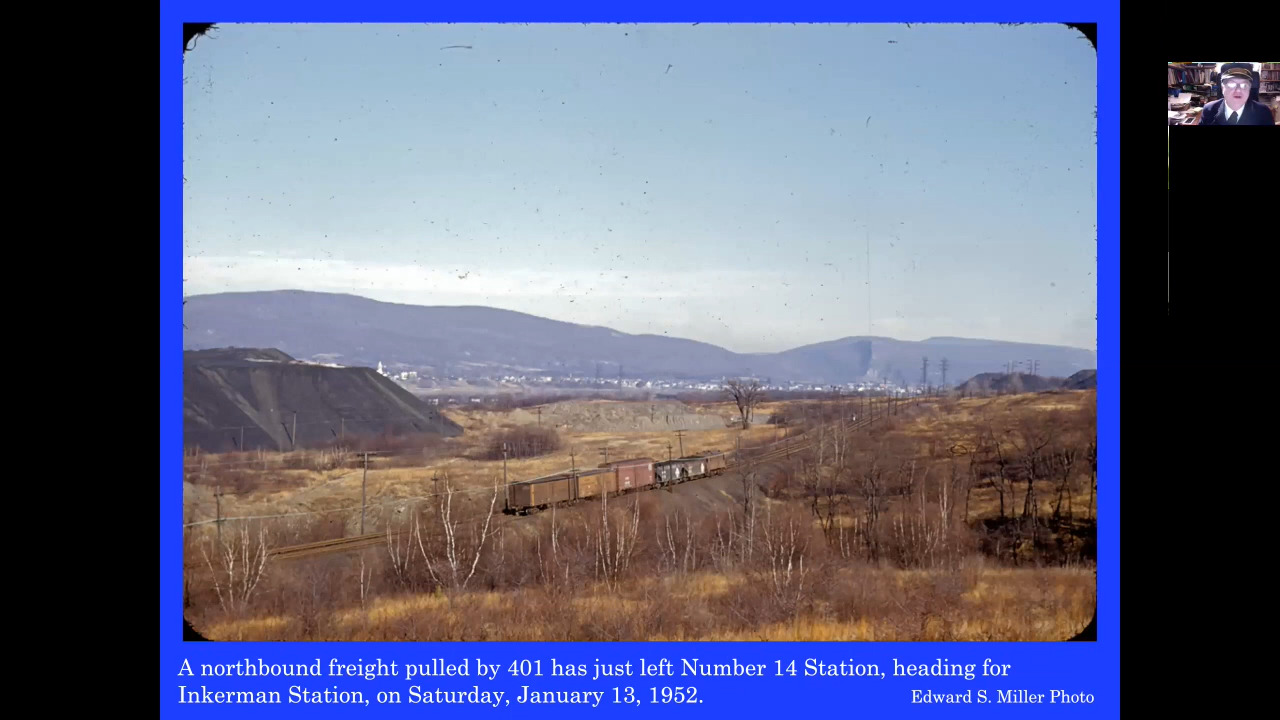 A northbound freight pulled by 401 has just left Number 14 Station, heading for
Inkerman Station, on Saturday, January 13, 1952.
Edward S. Miller Photo